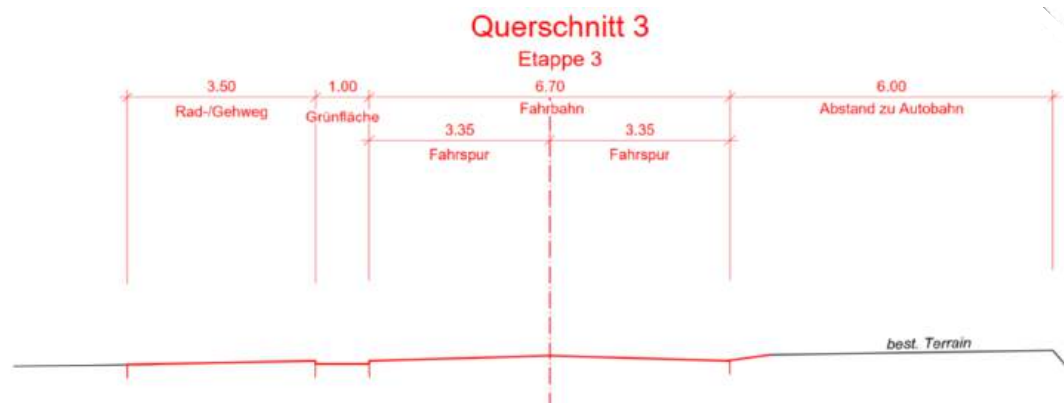 Querschnitt 3
Etappe 3
3.50 1.00 6.70 6.00
Rad-/Gehweg Grünfläche Fahrbahn Abstand zu Autobahn
3.35 3.35
Fahrspur Fahrspur
best. Terrain